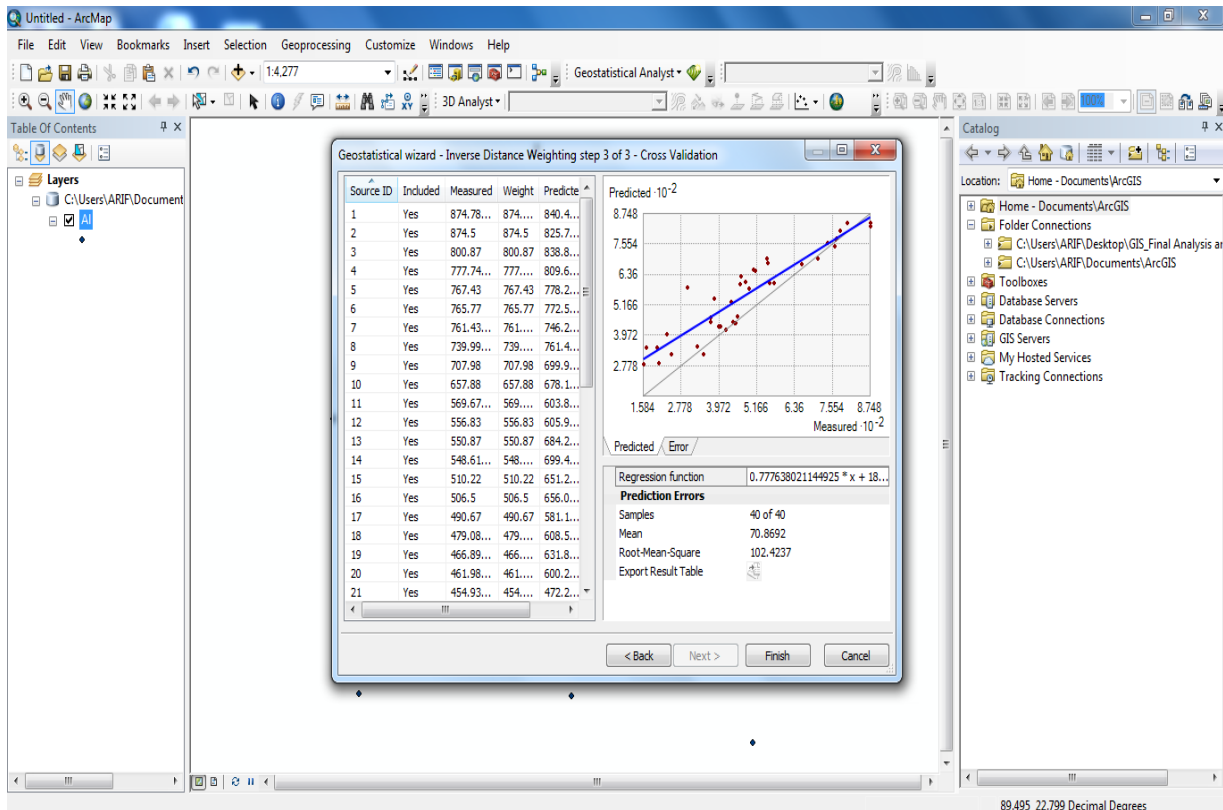 Untitled - ArcMap
File Edit View Bookmarks Insert Selection Geoprocessing Customize Windows Help
1:4,277 Geostatistical Analyst
3D Analyst 100%
Table Of Contents
Layers
C:\Users\ARIF\Document
Al
Geostatistical wizard - Inverse Distance Weighting step 3 of 3 - Cross Validation
Source ID Included Measured Weight Predicte
1 Yes 874.78... 874.... 840.4...
2 Yes 874.5 874.5 825.7...
3 Yes 800.87 800.87 838.8...
4 Yes 777.74... 777.... 809.6...
5 Yes 767.43 767.43 778.2...
6 Yes 765.77 765.77 772.5...
7 Yes 761.43... 761.... 746.2...
8 Yes 739.99... 739.... 761.4...
9 Yes 707.98 707.98 699.9...
10 Yes 657.88 657.88 678.1...
11 Yes 569.67... 569.... 603.8...
12 Yes 556.83 556.83 605.9...
13 Yes 550.87 550.87 684.2...
14 Yes 548.61... 548.... 699.4...
15 Yes 510.22 510.22 651.2...
16 Yes 506.5 506.5 656.0...
17 Yes 490.67 490.67 581.1...
18 Yes 479.08... 479.... 608.5...
19 Yes 466.89... 466.... 631.8...
20 Yes 461.98... 461.... 600.2...
21 Yes 454.93... 454.... 472.2...
Predicted ·10-2
8.748
7.554
6.36
5.166
3.972
2.778
1.584 2.778 3.972 5.166 6.36 7.554 8.748
Measured ·10-2
Predicted Error
Regression function 0.777638021144925 * x + 18...
Prediction Errors
Samples 40 of 40
Mean 70.8692
Root-Mean-Square 102.4237
Export Result Table
< Back Next > Finish Cancel
Catalog
Location: Home - Documents\ArcGIS
Home - Documents\ArcGIS
Folder Connections
C:\Users\ARIF\Desktop\GIS_Final Analysis ar
C:\Users\ARIF\Documents\ArcGIS
Toolboxes
Database Servers
Database Connections
GIS Servers
My Hosted Services
Tracking Connections
89.495 22.799 Decimal Degrees